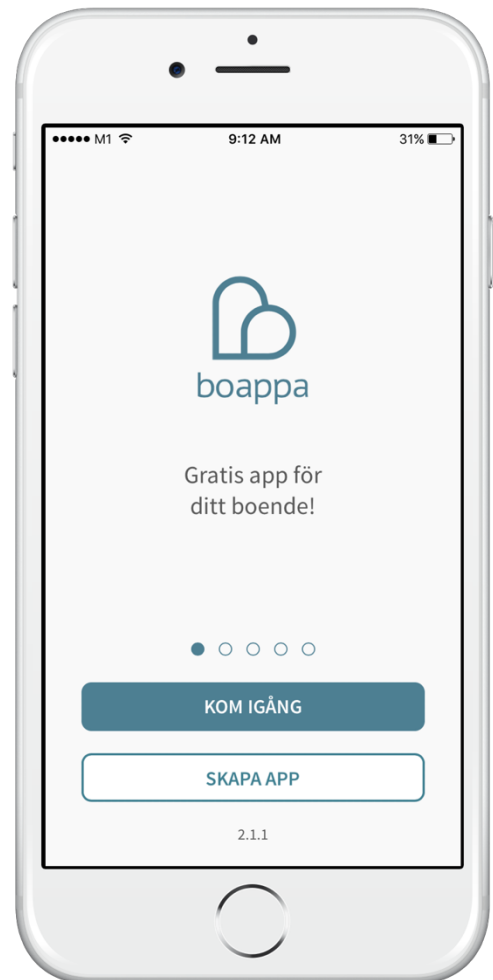 M1 9:12 AM 31%
boappa
Gratis app för
ditt boende!
KOM IGÅNG
SKAPA APP
2.1.1